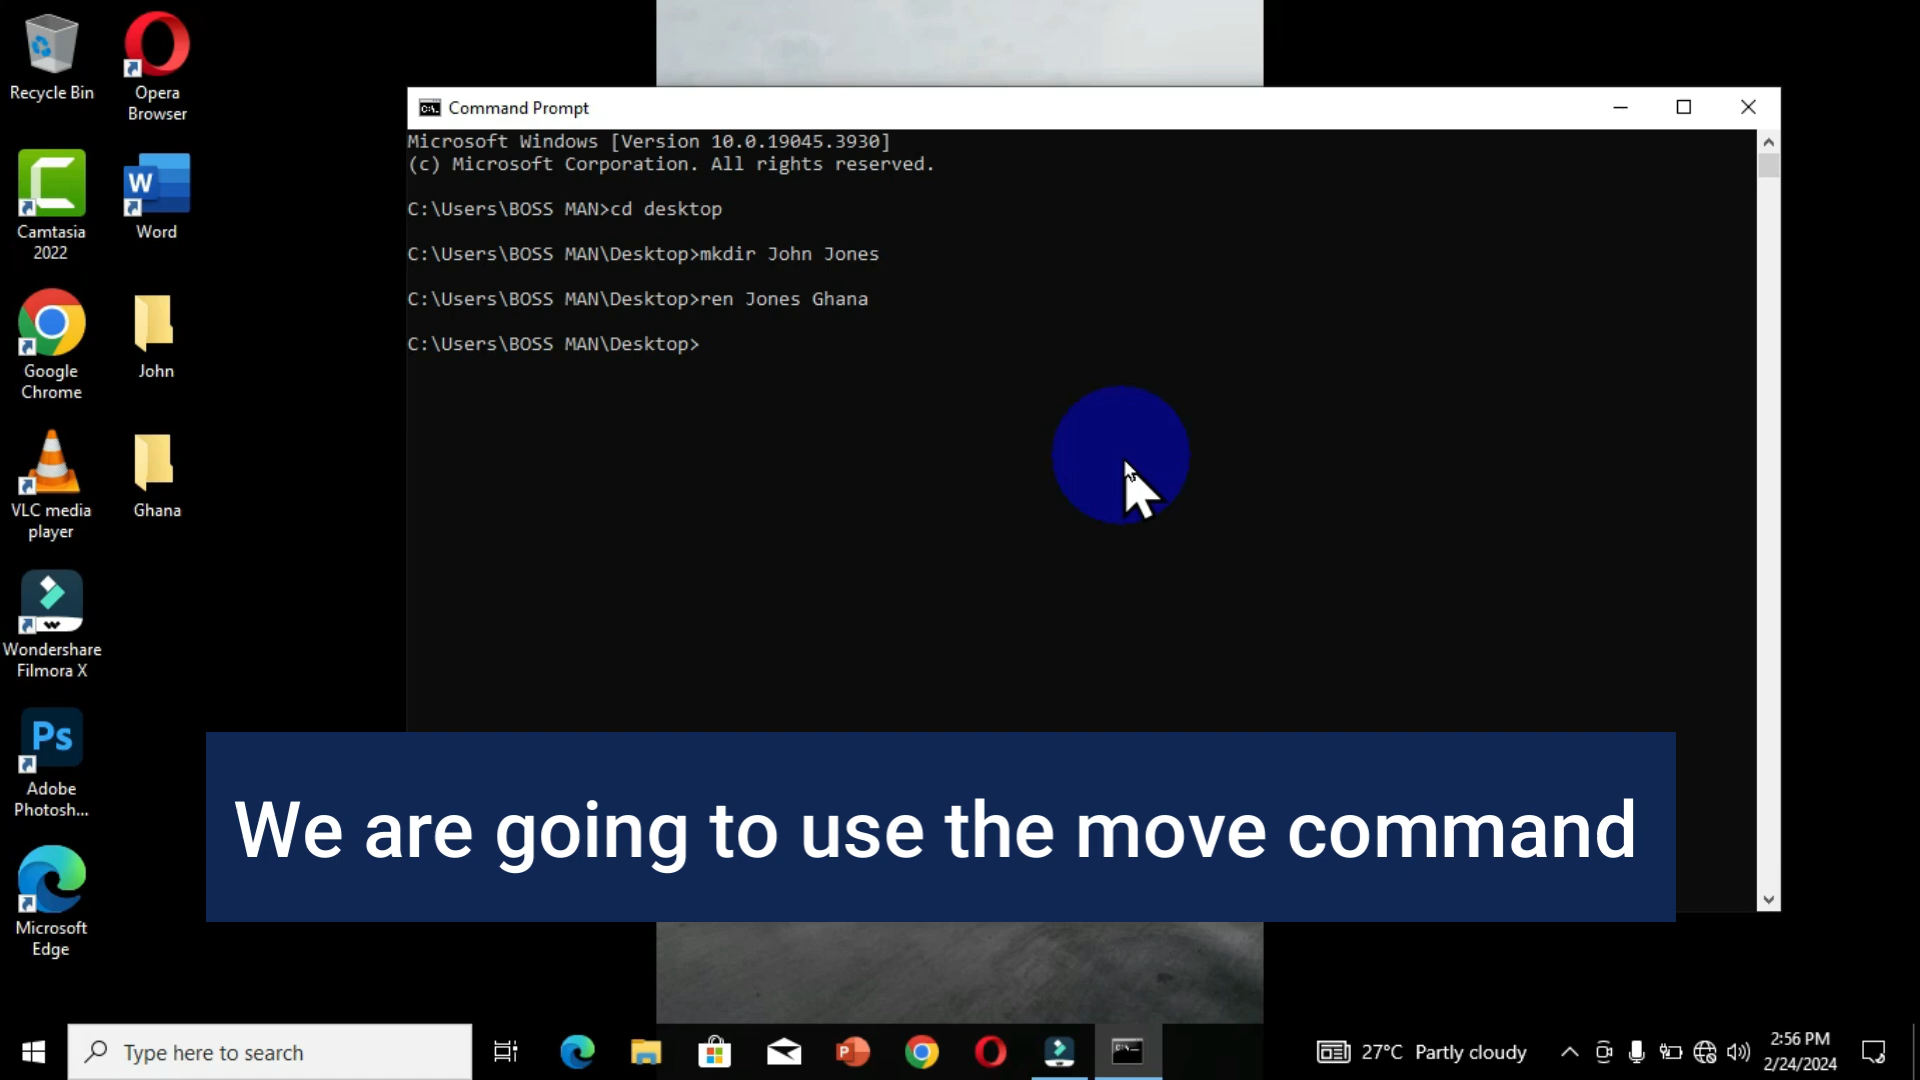 Recycle Bin
Opera
Browser
Camtasia
2022
Word
Google
Chrome
John
VLC media
player
Ghana
Wondershare
Filmora X
Ps
Adobe
Photosh...
Microsoft
Edge
Command Prompt
Microsoft Windows [Version 10.0.19045.3930]
(c) Microsoft Corporation. All rights reserved.
C:\Users\BOSS MAN>cd desktop
C:\Users\BOSS MAN\Desktop>mkdir John Jones
C:\Users\BOSS MAN\Desktop>ren Jones Ghana
C:\Users\BOSS MAN\Desktop>
We are going to use the move command
Type here to search
27°C Partly cloudy
2:56 PM
2/24/2024